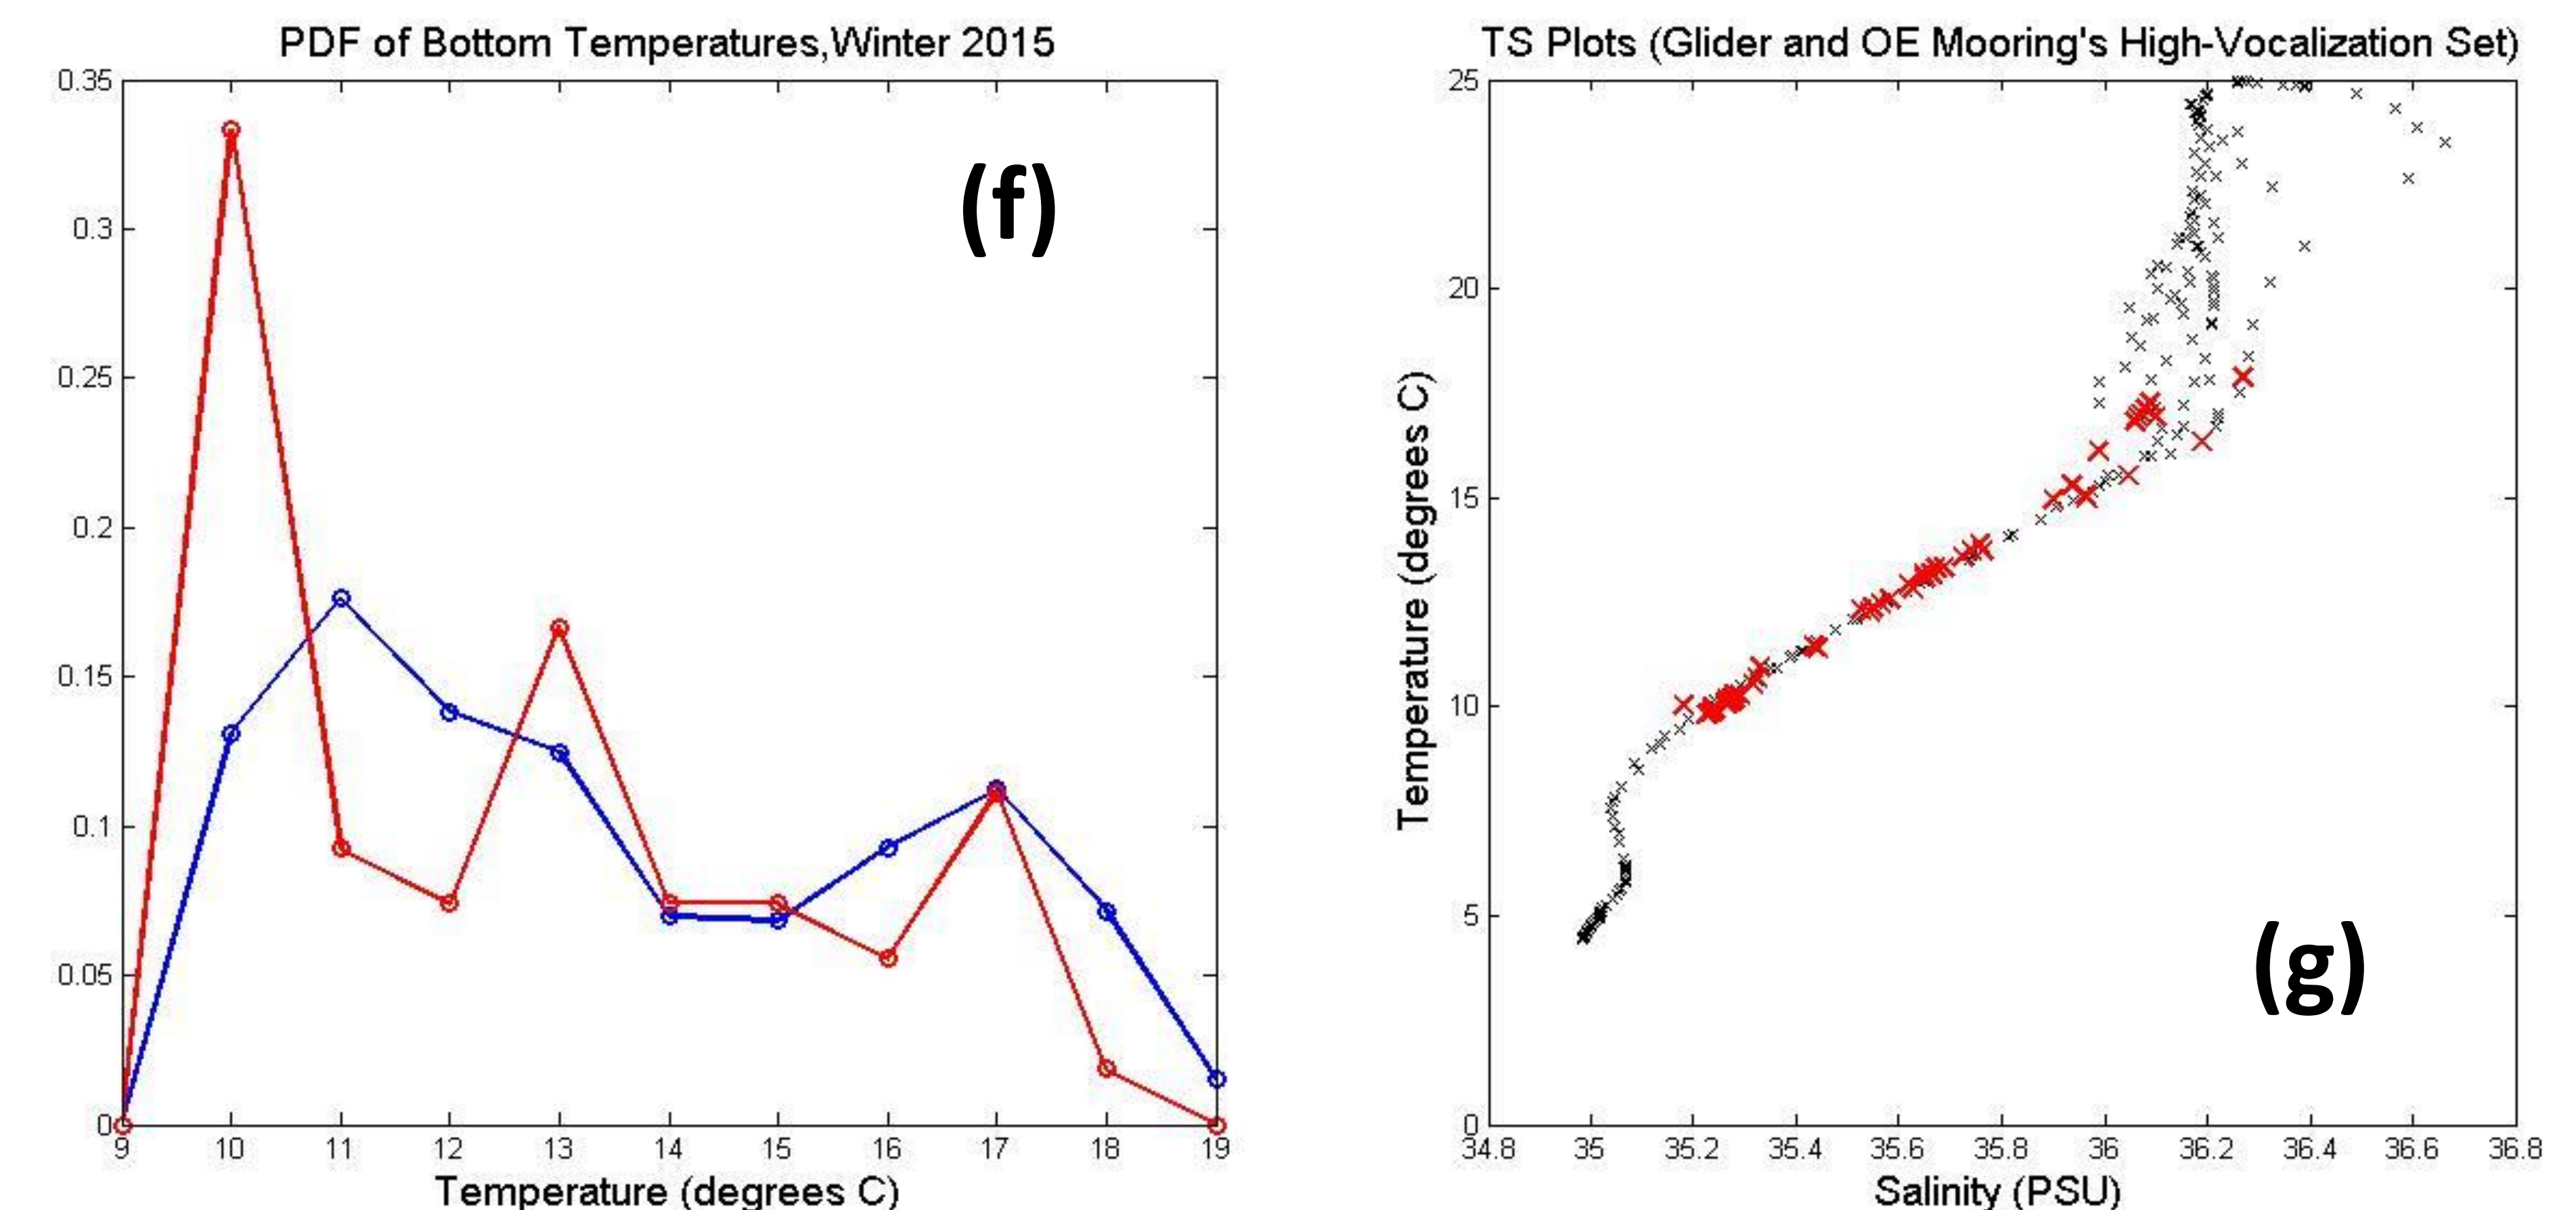 PDF of Bottom Temperatures,Winter 2015
0.35
0.3
0.25
0.2
0.15
0.1
0.05
0
9 10 11 12 13 14 15 16 17 18 19
Temperature (degrees C)
(f)
TS Plots (Glider and OE Mooring's High-Vocalization Set)
25
20
15
10
5
0
34.8 35 35.2 35.4 35.6 35.8 36 36.2 36.4 36.6 36.8
Temperature (degrees C)
Salinity (PSU)
(g)